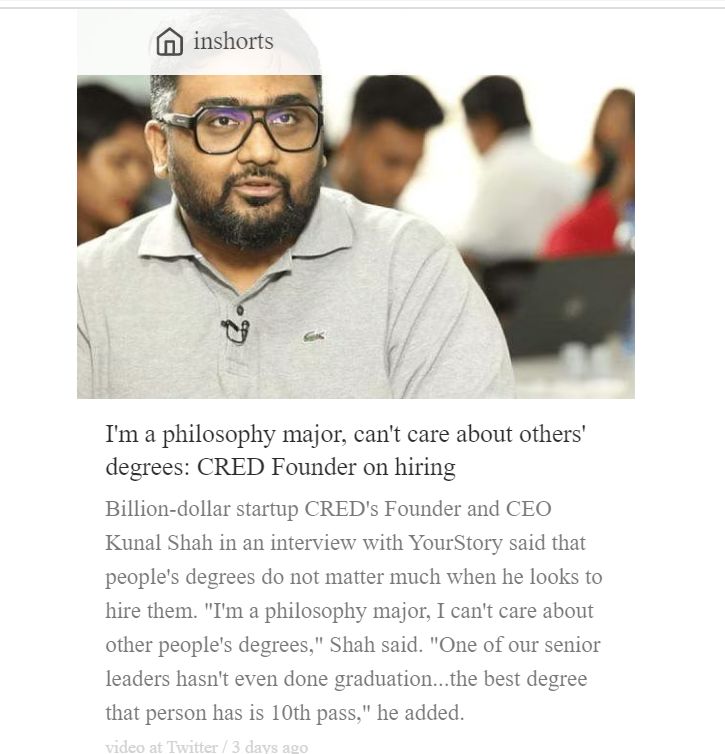 inshorts
I'm a philosophy major, can't care about others'
degrees: CRED Founder on hiring
Billion-dollar startup CRED's Founder and CEO
Kunal Shah in an interview with YourStory said that
people's degrees do not matter much when he looks to
hire them. "I'm a philosophy major, I can't care about
other people's degrees," Shah said. "One of our senior
leaders hasn't even done graduation...the best degree
that person has is 10th pass," he added.
video at Twitter / 3 days ago